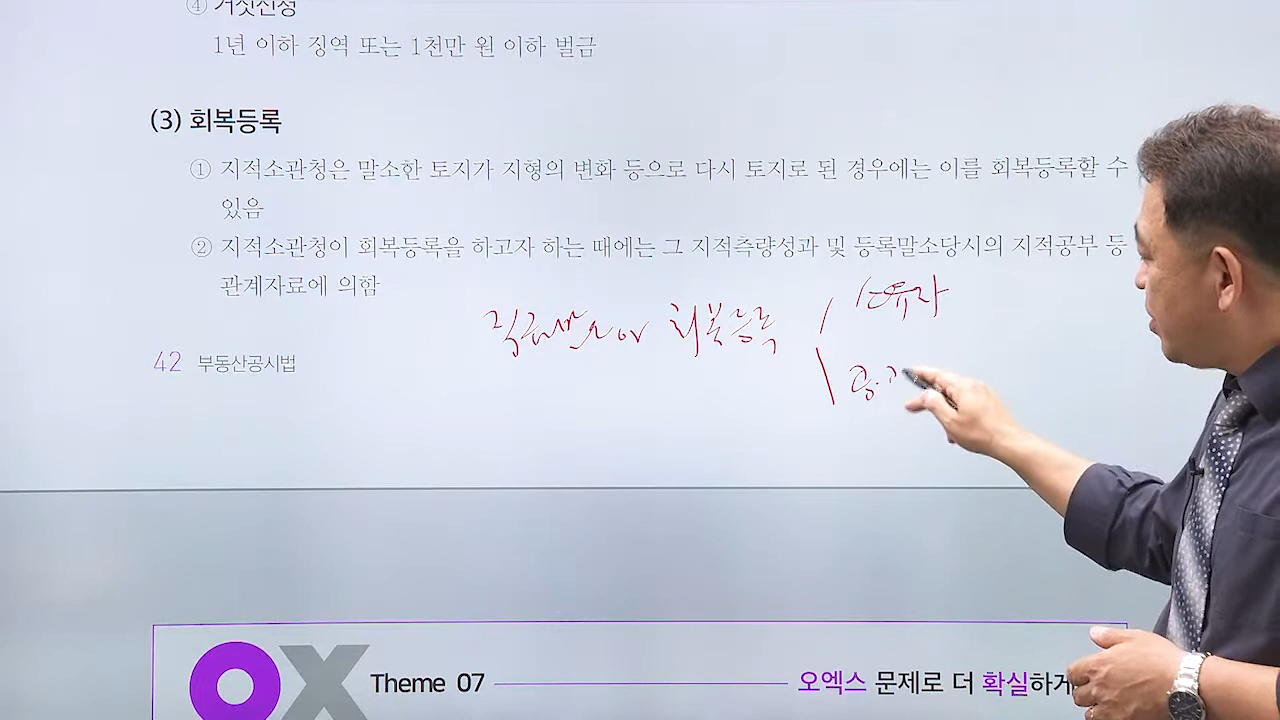 ④ 거짓신청
1년 이하 징역 또는 1천만 원 이하 벌금
(3) 회복등록
① 지적소관청은 말소한 토지가 지형의 변화 등으로 다시 토지로 된 경우에는 이를 회복등록할 수
있음
② 지적소관청이 회복등록을 하고자 하는 때에는 그 지적측량성과 및 등록말소당시의 지적공부 등
관계자료에 의함
회복등록
소유자
42 부동산공시법
OX Theme 07 오엑스 문제로 더 확실하게